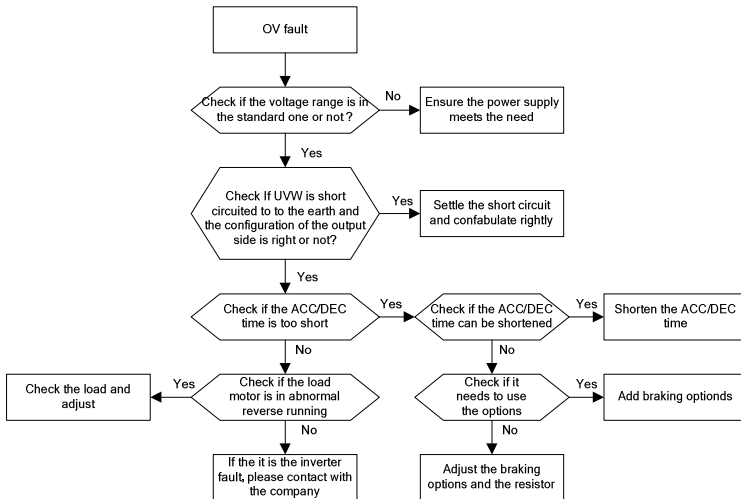 OV fault
Check if the voltage range is in
the standard one or not？
No
Ensure the power supply
meets the need
Yes
Check If UVW is short
circuited to to the earth and
the configuration of the output
side is right or not?
Yes
Settle the short circuit
and confabulate rightly
Yes
Check if the ACC/DEC
time is too short
Yes
Check if the ACC/DEC
time can be shortened
Yes
Shorten the ACC/DEC
time
No
No
Check the load and
adjust
Yes
Check if the load
motor is in abnormal
reverse running
Check if it
needs to use
the options
Yes
Add braking optionds
No
No
If the it is the inverter
fault, please contact with
the company
Adjust the braking
options and the resistor